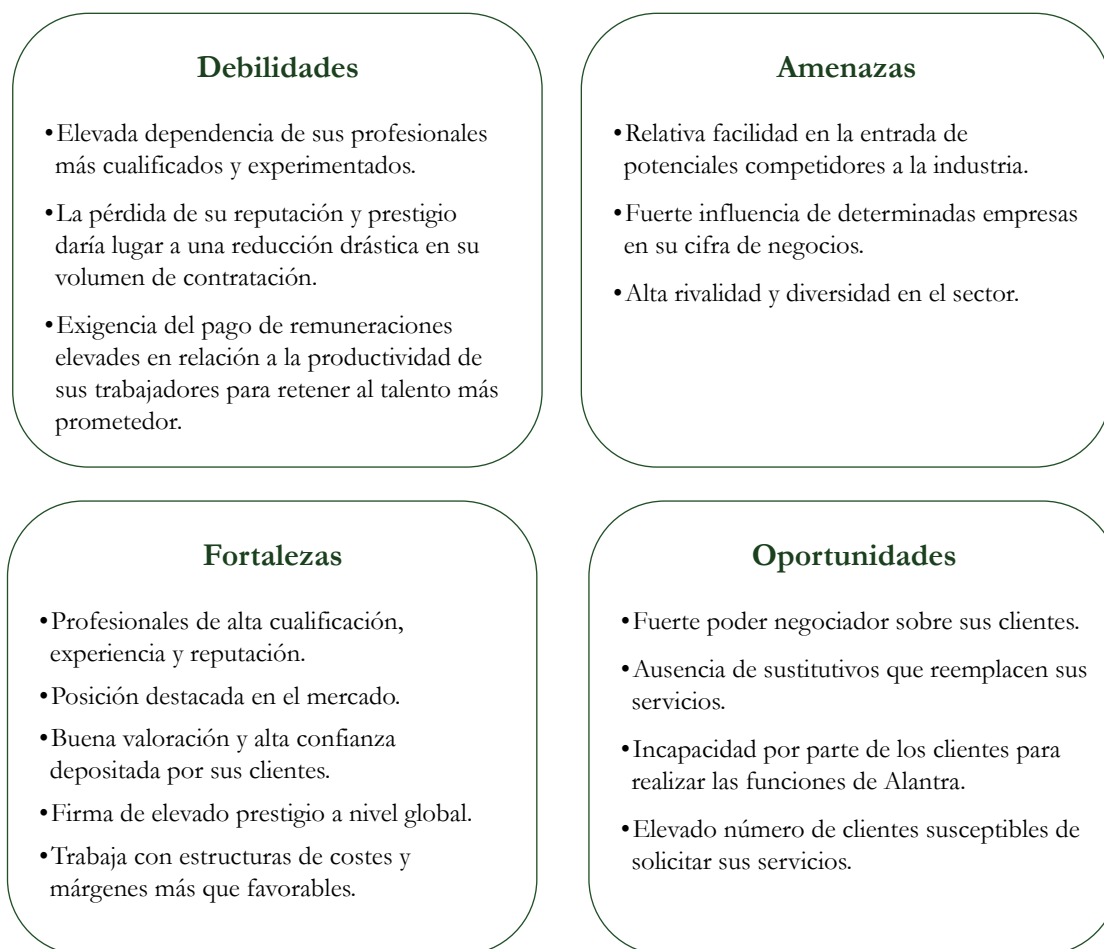 Debilidades
•Elevada dependencia de sus profesionales
más cualificados y experimentados.
•La pérdida de su reputación y prestigio
daría lugar a una reducción drástica en su
volumen de contratación.
•Exigencia del pago de remuneraciones
elevades en relación a la productividad de
sus trabajadores para retener al talento más
prometedor.
Amenazas
•Relativa facilidad en la entrada de
potenciales competidores a la industria.
•Fuerte influencia de determinadas empresas
en su cifra de negocios.
•Alta rivalidad y diversidad en el sector.
Fortalezas
•Profesionales de alta cualificación,
experiencia y reputación.
•Posición destacada en el mercado.
•Buena valoración y alta confianza
depositada por sus clientes.
•Firma de elevado prestigio a nivel global.
•Trabaja con estructuras de costes y
márgenes más que favorables.
Oportunidades
•Fuerte poder negociador sobre sus clientes.
•Ausencia de sustitutivos que reemplacen sus
servicios.
•Incapacidad por parte de los clientes para
realizar las funciones de Alantra.
•Elevado número de clientes susceptibles de
solicitar sus servicios.